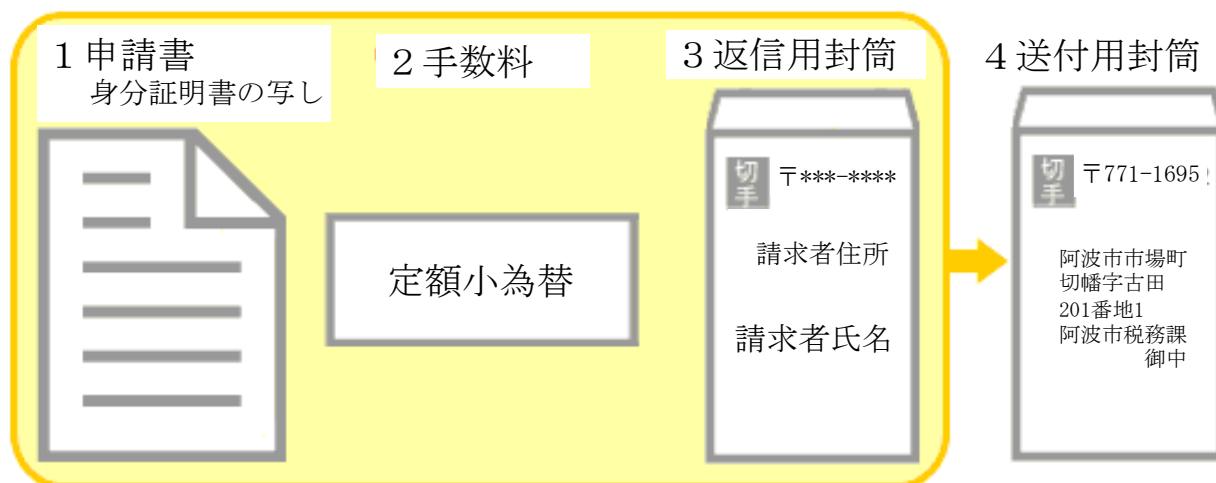 １申請書
身分証明書の写し
２手数料
定額小為替
３返信用封筒
切手
〒***-****
請求者住所
請求者氏名
４送付用封筒
切手
〒771-1695
阿波市市場町
切幡字古田
201番地1
阿波市税務課
御中